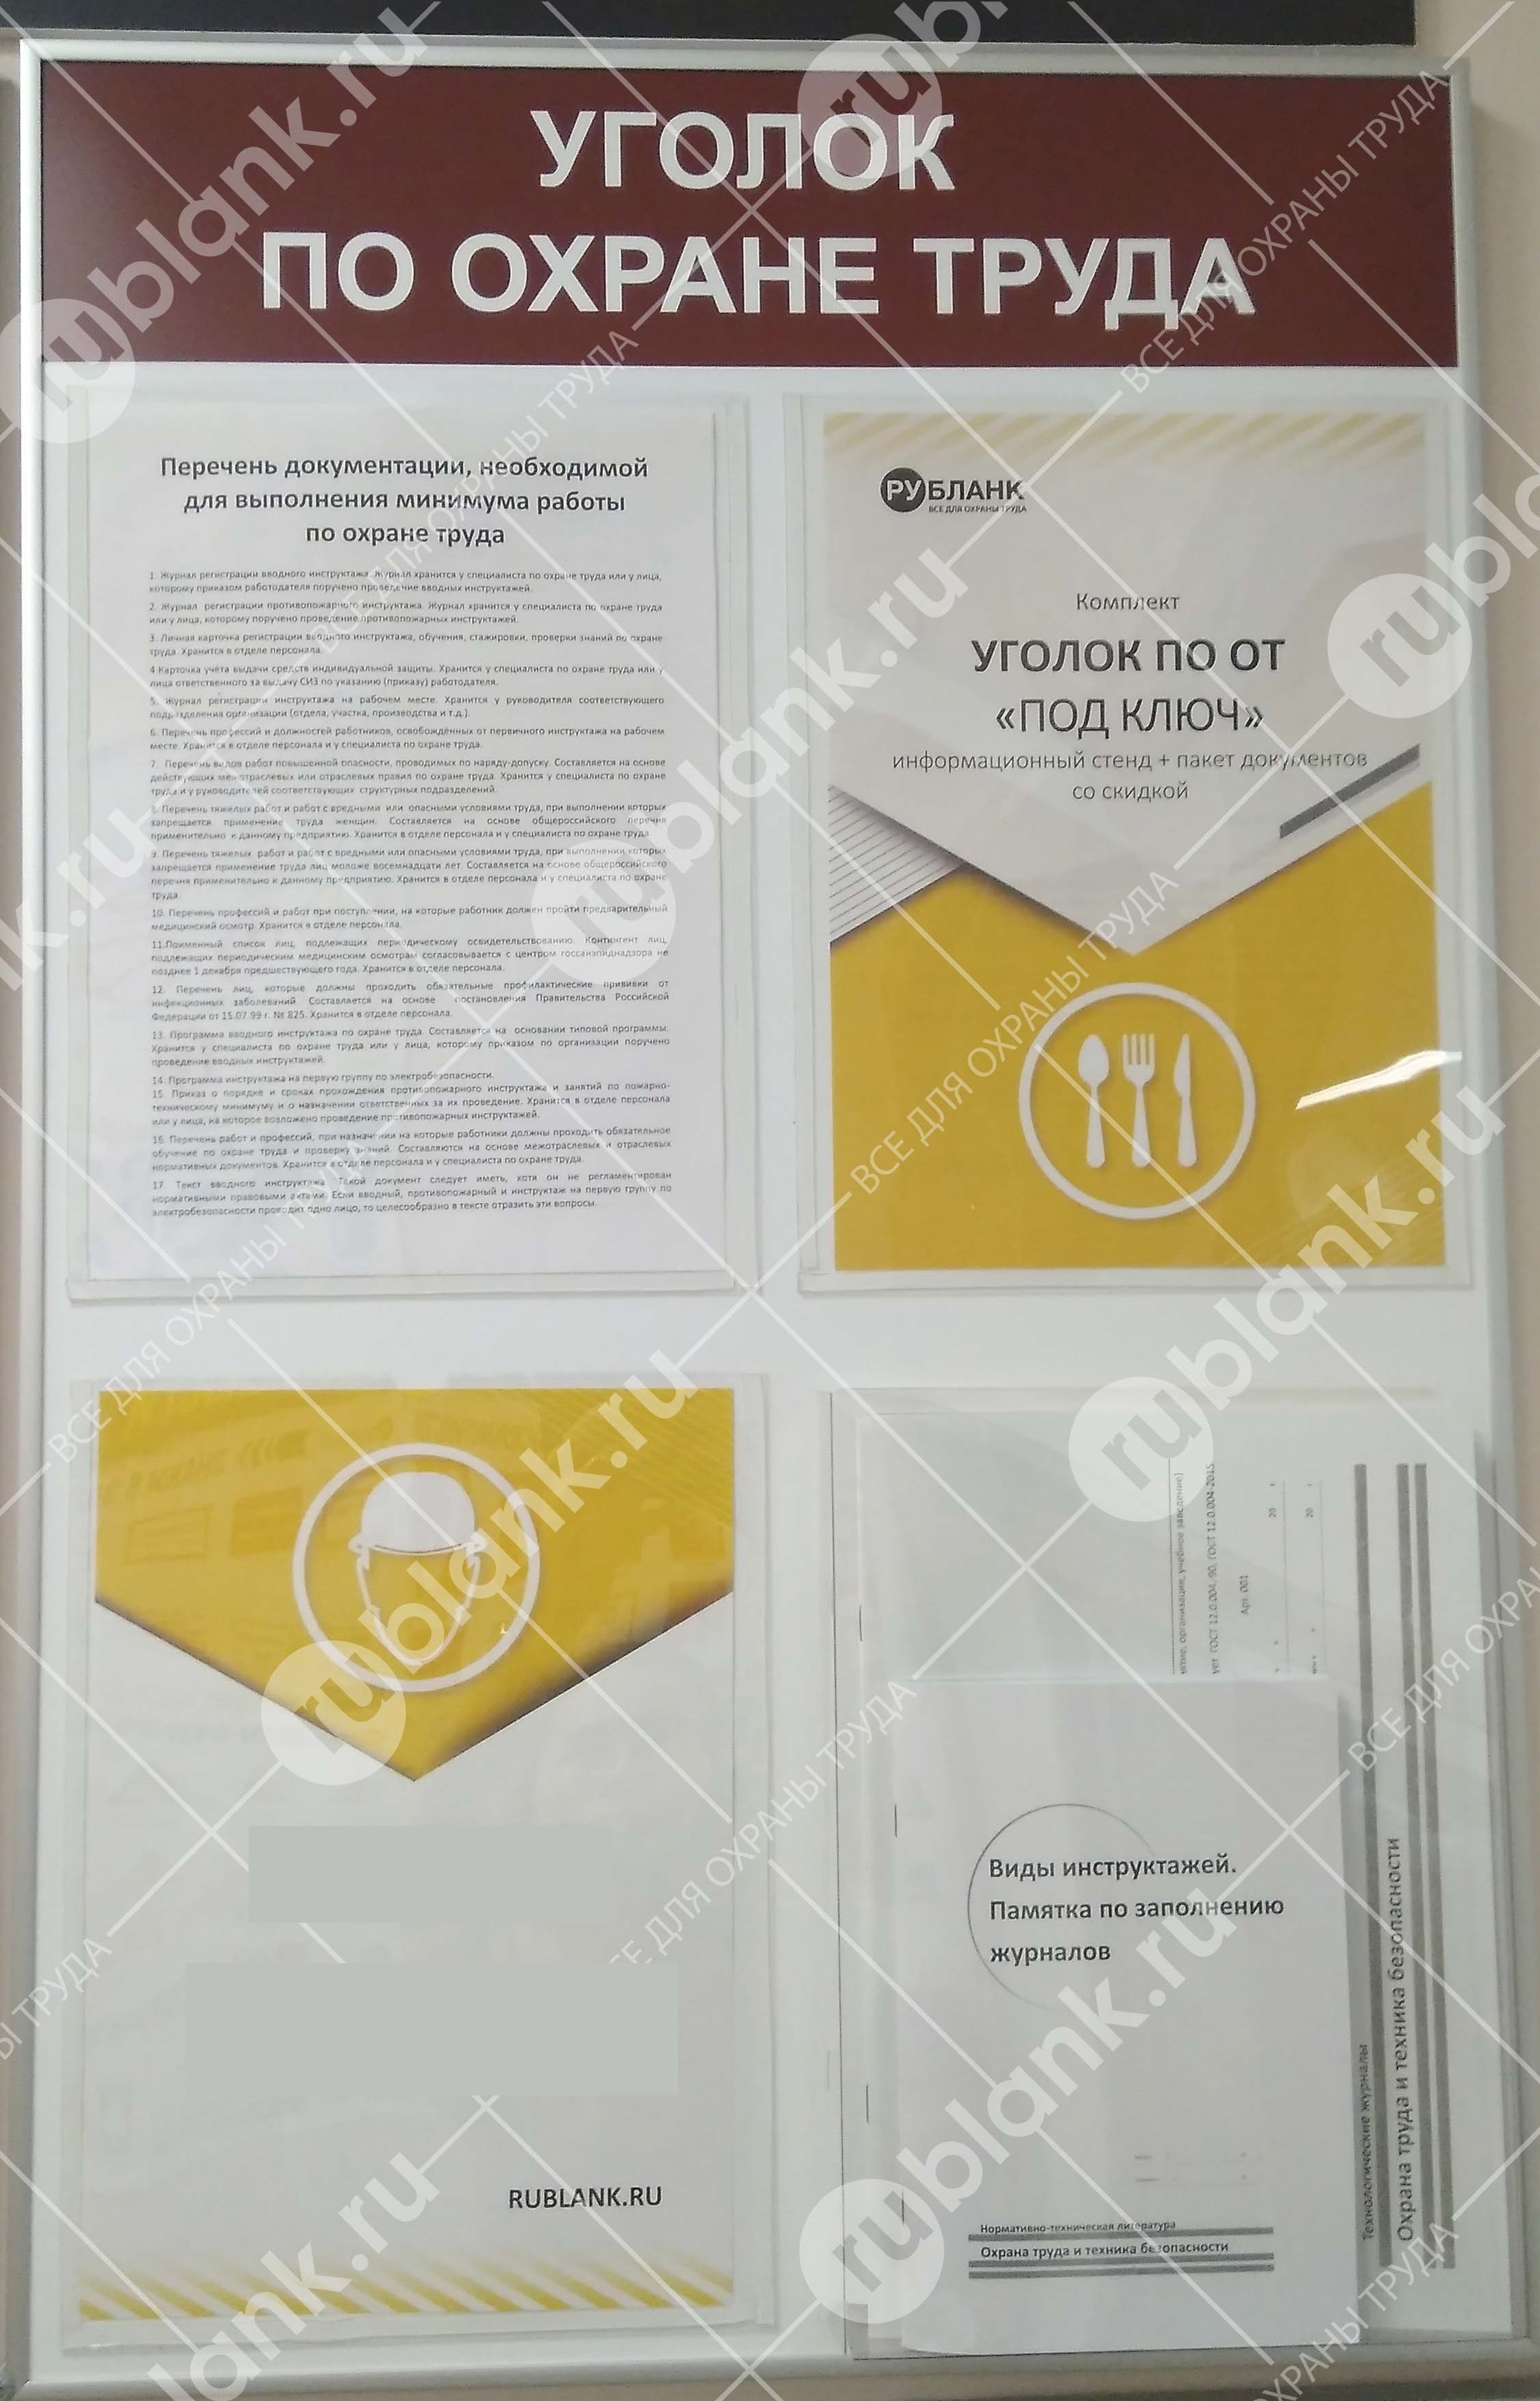 УГОЛОК
ПО ОХРАНЕ ТРУДА
Перечень документации, необходимой
для выполнения минимума работы
по охране труда
1. Журнал регистрации вводного инструктажа. Журнал хранится у специалиста по охране труда или у лица,
которому приказом работодателя поручено проведение вводных инструктажей.
2. Журнал регистрации противопожарного инструктажа. Журнал хранится у специалиста по охране труда
или у лица, которому поручено проведение противопожарных инструктажей.
3. Личная карточка регистрации вводного инструктажа, обучения, стажировки, проверки знаний по охране
труда. Хранится в отделе персонала.
4 Карточка учёта выдачи средств индивидуальной защиты. Хранится у специалиста по охране труда или у
лица ответственного за выдачу СИЗ по указанию (приказу) работодателя.
5. Журнал регистрации инструктажа на рабочем месте. Хранится у руководителя соответствующего
подразделения организации (отдела, участка, производства и т.д.).
6. Перечень профессий и должностей работников, освобождённых от первичного инструктажа на рабочем
месте. Хранится в отделе персонала и у специалиста по охране труда.
7. Перечень видов работ повышенной опасности, проводимых по наряду-допуску. Составляется на основе
действующих межотраслевых или отраслевых правил по охране труда. Хранится у специалиста по охране
труда и у руководителей соответствующих структурных подразделений.
8. Перечень тяжелых работ и работ с вредными или опасными условиями труда, при выполнении которых
запрещается применение труда женщин. Составляется на основе общероссийского перечня
применительно к данному предприятию. Хранится в отделе персонала и у специалиста по охране труда.
9. Перечень тяжелых работ и работ с вредными или опасными условиями труда, при выполнении которых
запрещается применение труда лиц моложе восемнадцати лет. Составляется на основе общероссийского
перечня применительно к данному предприятию. Хранится в отделе персонала и у специалиста по охране
труда.
10. Перечень профессий и работ при поступлении, на которые работник должен пройти предварительный
медицинский осмотр. Хранится в отделе персонала.
11.Поименный список лиц, подлежащих периодическому освидетельствованию. Контингент лиц,
подлежащих периодическим медицинским осмотрам согласовывается с центром госсанэпиднадзора не
позднее 1 декабря предшествующего года. Хранится в отделе персонала.
12. Перечень лиц, которые должны проходить обязательные профилактические прививки от
инфекционных заболеваний Составляется на основе постановления Правительства Российской
Федерации от 15.07.99 г. № 825. Хранится в отделе персонала.
13. Программа вводного инструктажа по охране труда. Составляется на основании типовой программы.
Хранится у специалиста по охране труда или у лица, которому приказом по организации поручено
проведение вводных инструктажей.
14. Программа инструктажа на первую группу по электробезопасности.
15. Приказ о порядке и сроках прохождения противопожарного инструктажа и занятий по пожарно-
техническому минимуму и о назначении ответственных за их проведение. Хранится в отделе персонала
или у лица, на которое возложено проведение противопожарных инструктажей.
16. Перечень работ и профессий, при назначении на которые работники должны проходить обязательное
обучение по охране труда и проверку знаний. Составляются на основе межотраслевых и отраслевых
нормативных документов. Хранится в отделе персонала и у специалиста по охране труда.
17. Текст вводного инструктажа. Такой документ следует иметь, хотя он не регламентирован
нормативными правовыми актами. Если вводный, противопожарный и инструктаж на первую группу по
электробезопасности проводит одно лицо, то целесообразно в тексте отразить эти вопросы.
РУБЛАНК
ВСЕ ДЛЯ ОХРАНЫ ТРУДА
Комплект
УГОЛОК ПО ОТ
«ПОД КЛЮЧ»
информационный стенд + пакет документов
со скидкой
RUBLANK.RU
организация, учебное заведение)
ГОСТ 12.0.004-90, ГОСТ 12.0.004-2015
Арт. 001
20 г.
20 г.
Виды инструктажей.
Памятка по заполнению
журналов
Нормативно-техническая литература
Охрана труда и техника безопасности
Технологические журналы
Охрана труда и техника безопасности
rublank.ru
ВСЕ ДЛЯ ОХРАНЫ ТРУДА